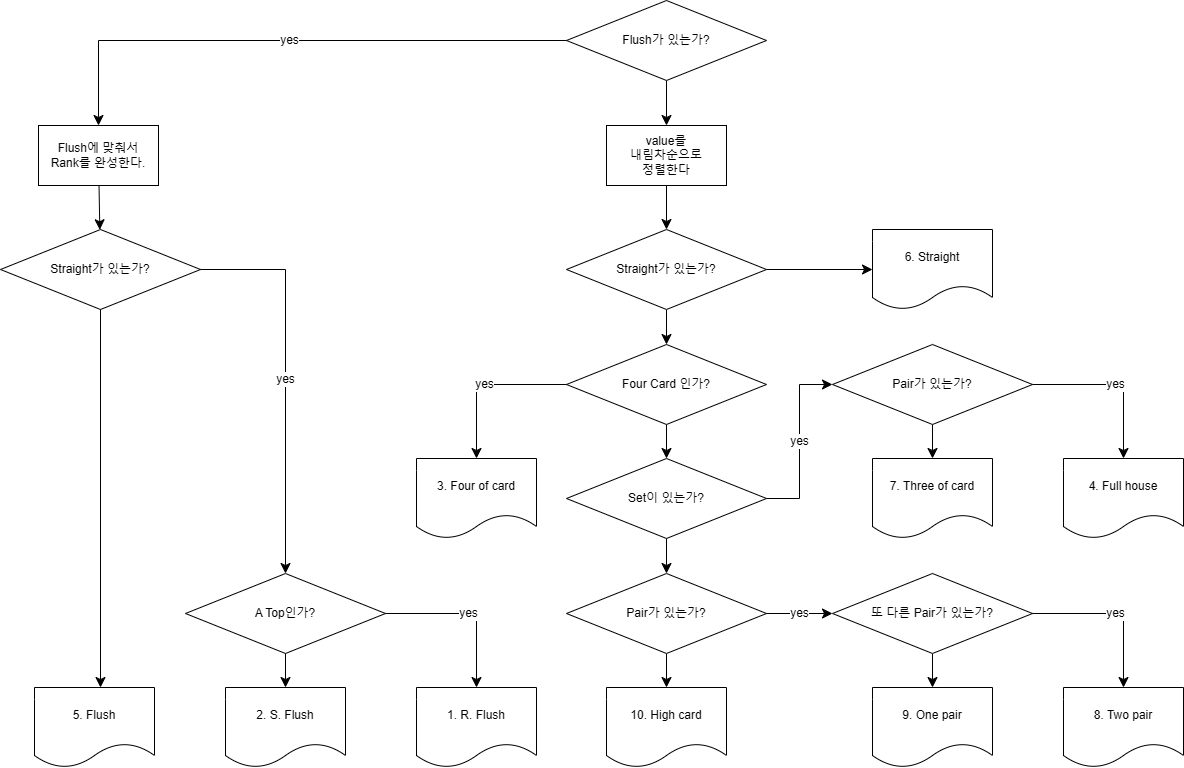 Flush가 있는가?
yes
Flush에 맞춰서
Rank를 완성한다.
value를
내림차순으로
정렬한다
Straight가 있는가?
Straight가 있는가?
6. Straight
yes
Four Card 인가?
yes
Pair가 있는가?
yes
yes
3. Four of card
Set이 있는가?
7. Three of card
4. Full house
A Top인가?
yes
Pair가 있는가?
yes
또 다른 Pair가 있는가?
yes
5. Flush
2. S. Flush
1. R. Flush
10. High card
9. One pair
8. Two pair